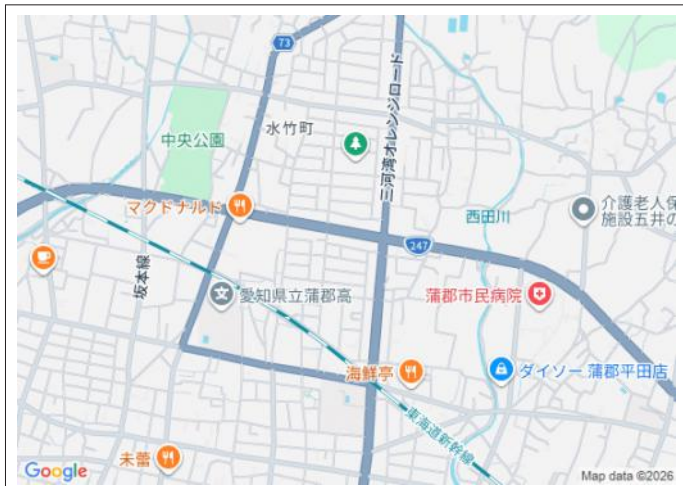 73
三河湾オレンジロード
水竹町
中央公園
マクドナルド
西田川
介護老人保
施設五井の
247
坂本線
愛知県立蒲郡高
蒲郡市民病院
海鮮亭
ダイソー 蒲郡平田店
東海道新幹線
未蕾
Google
Map data ©2026